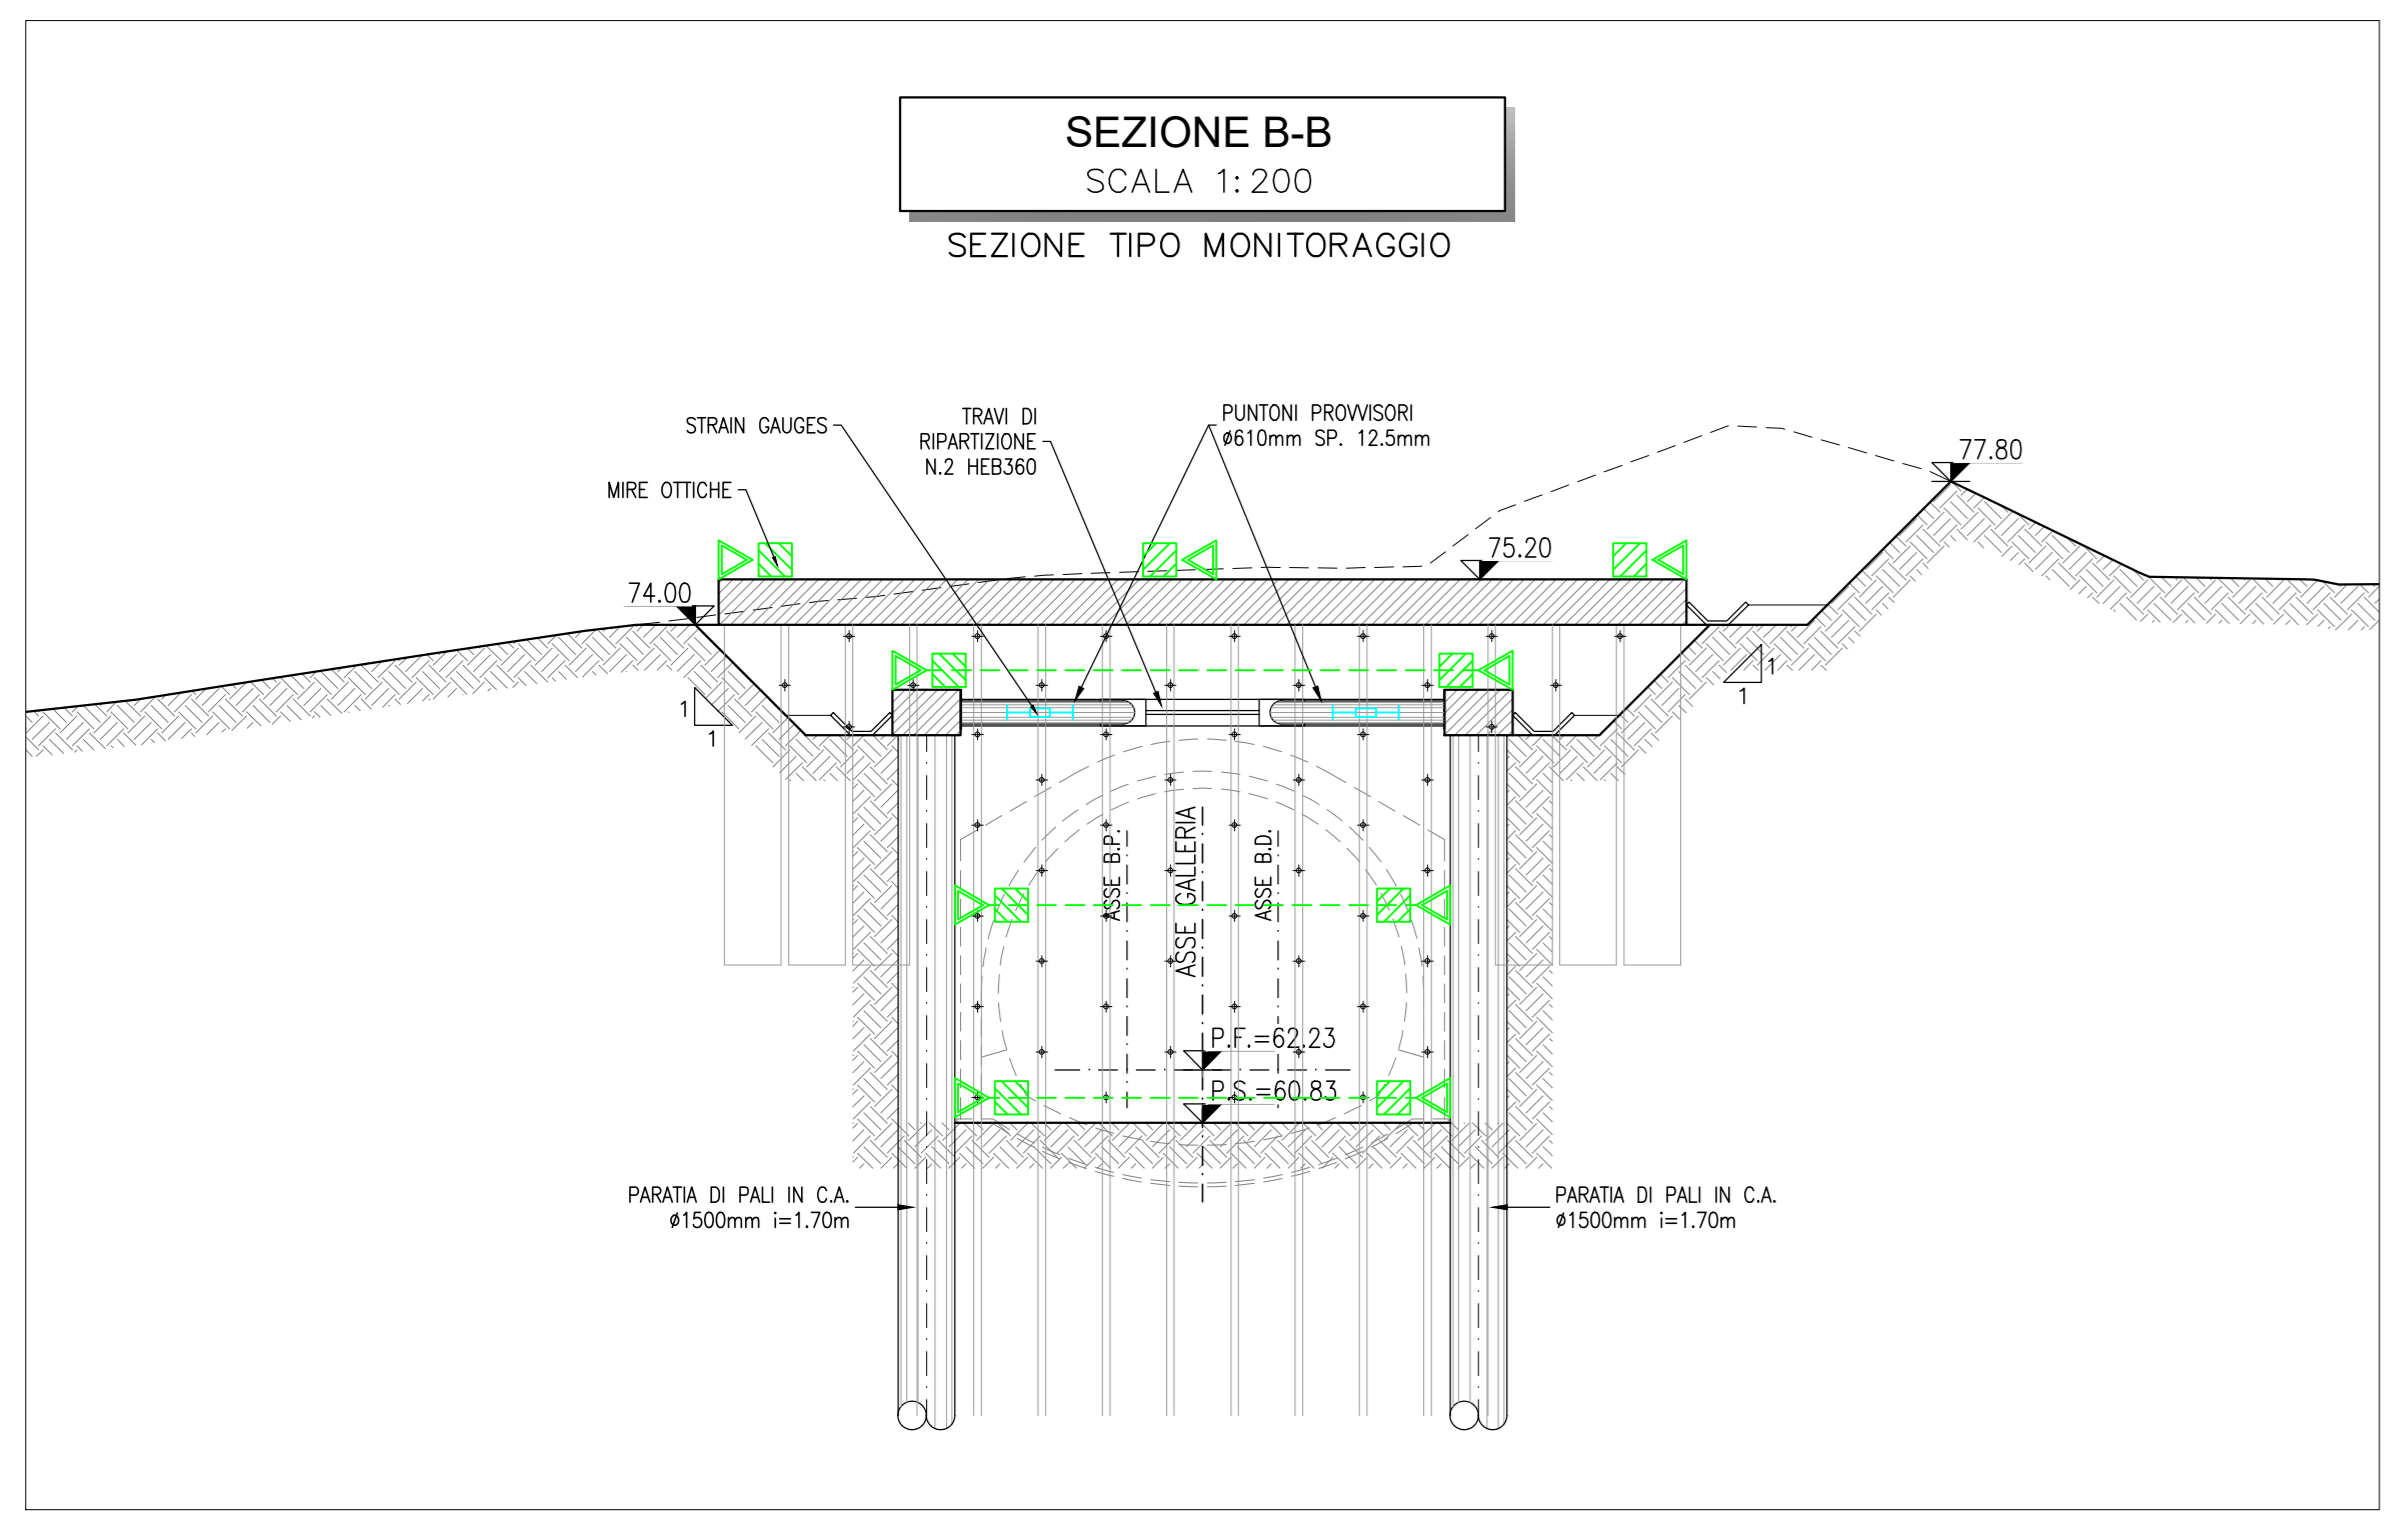 SEZIONE B-B
SCALA 1:200
SEZIONE TIPO MONITORAGGIO
STRAIN GAUGES
TRAVI DI
RIPARTIZIONE
N.2 HEB360
PUNTONI PROVVISORI
ø610mm SP. 12.5mm
MIRE OTTICHE
77.80
75.20
74.00
1
1
1
1
ASSE B.P.
ASSE GALLERIA
ASSE B.D.
P.F.=62.23
P.S.=60.83
PARATIA DI PALI IN C.A.
ø1500mm i=1.70m
PARATIA DI PALI IN C.A.
ø1500mm i=1.70m